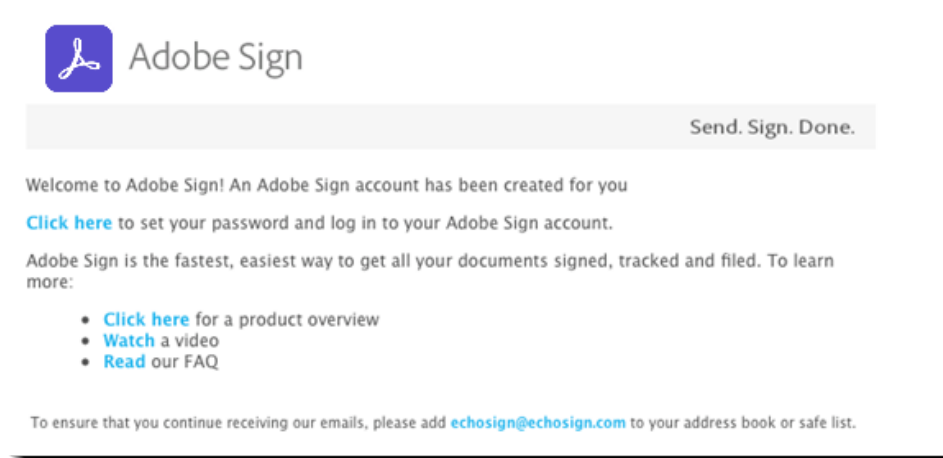 Adobe Sign
Send. Sign. Done.
Welcome to Adobe Sign! An Adobe Sign account has been created for you
Click here to set your password and log in to your Adobe Sign account.
Adobe Sign is the fastest, easiest way to get all your documents signed, tracked and filed. To learn
more:
• Click here for a product overview
• Watch a video
• Read our FAQ
To ensure that you continue receiving our emails, please add echosign@echosign.com to your address book or safe list.